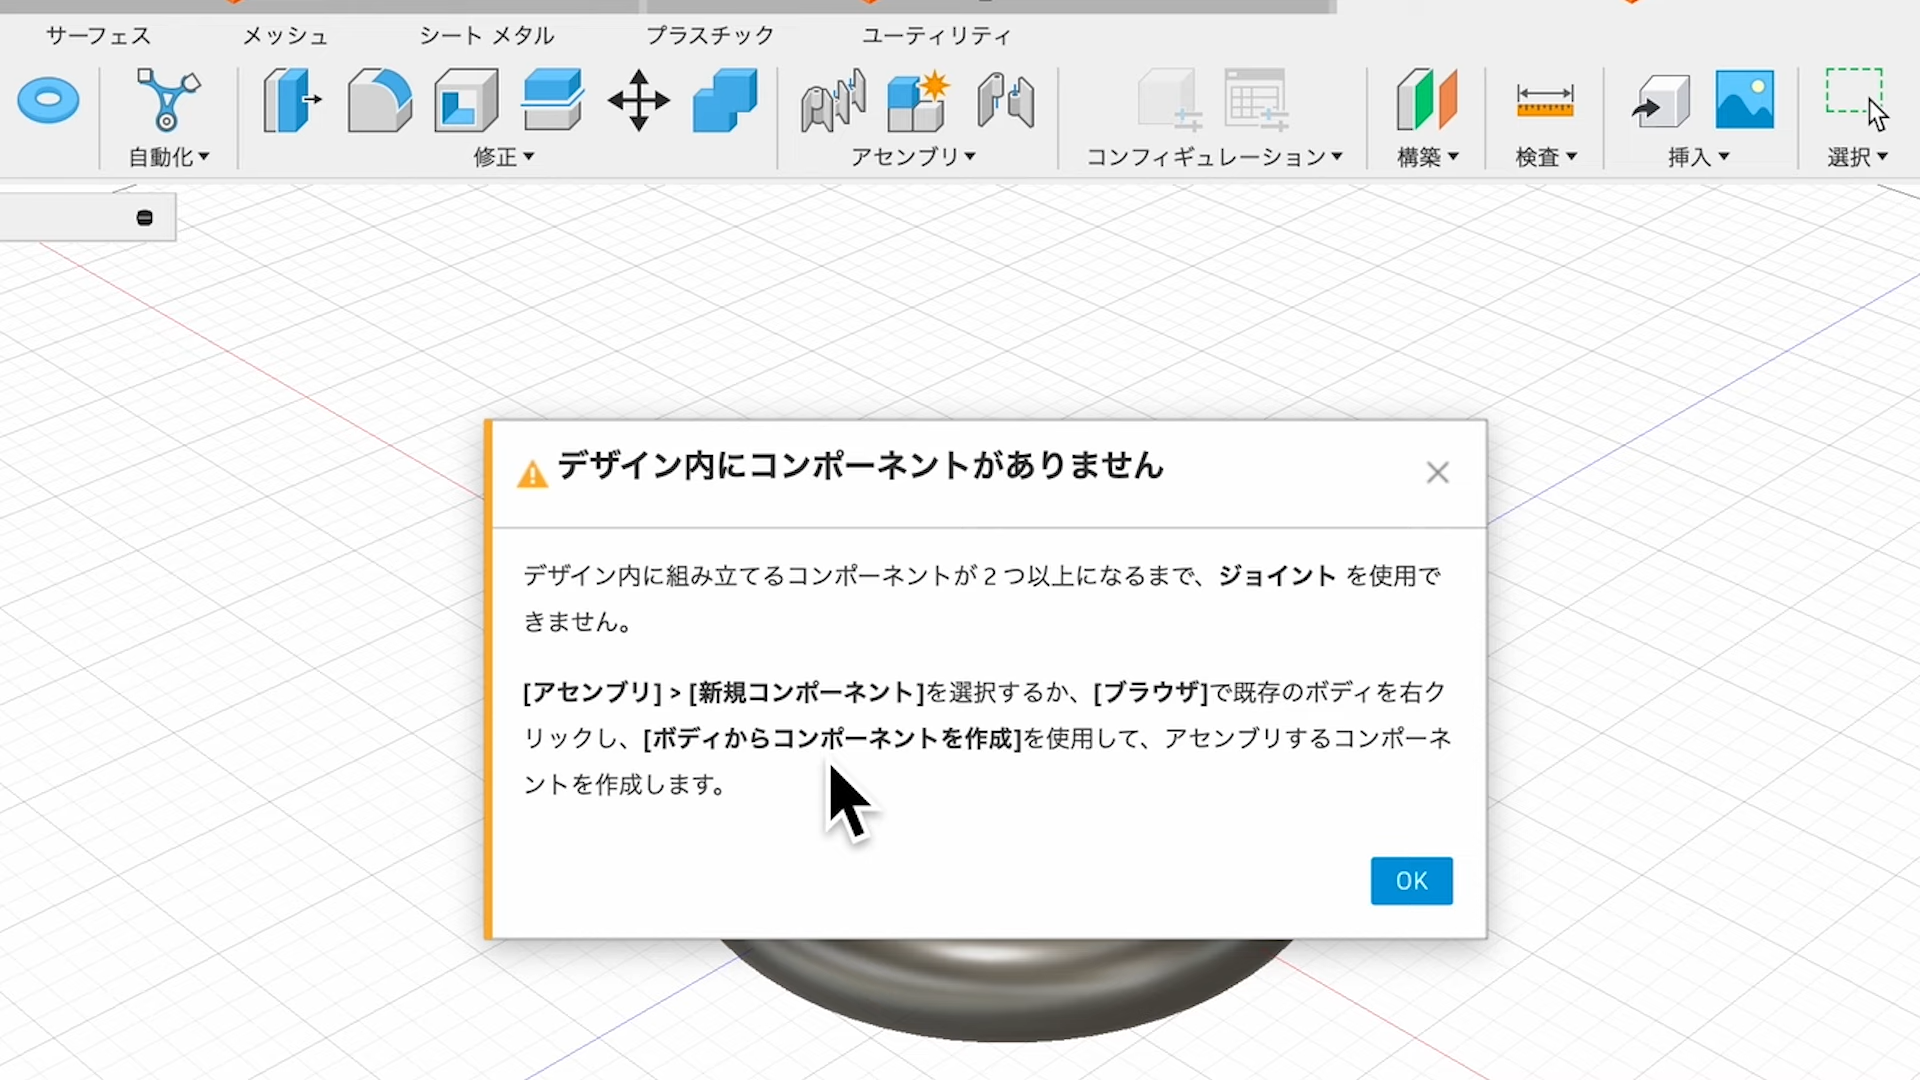 サーフェス メッシュ シート メタル プラスチック ユーティリティ
自動化▼ 修正▼ アセンブリ▼ コンフィギュレーション▼ 構築▼ 検査▼ 挿入▼ 選択▼
デザイン内にコンポーネントがありません
デザイン内に組み立てるコンポーネントが 2 つ以上になるまで、ジョイント を使用で
きません。
[アセンブリ] > [新規コンポーネント]を選択するか、[ブラウザ]で既存のボディを右ク
リックし、[ボディからコンポーネントを作成]を使用して、アセンブリするコンポーネ
ントを作成します。
OK